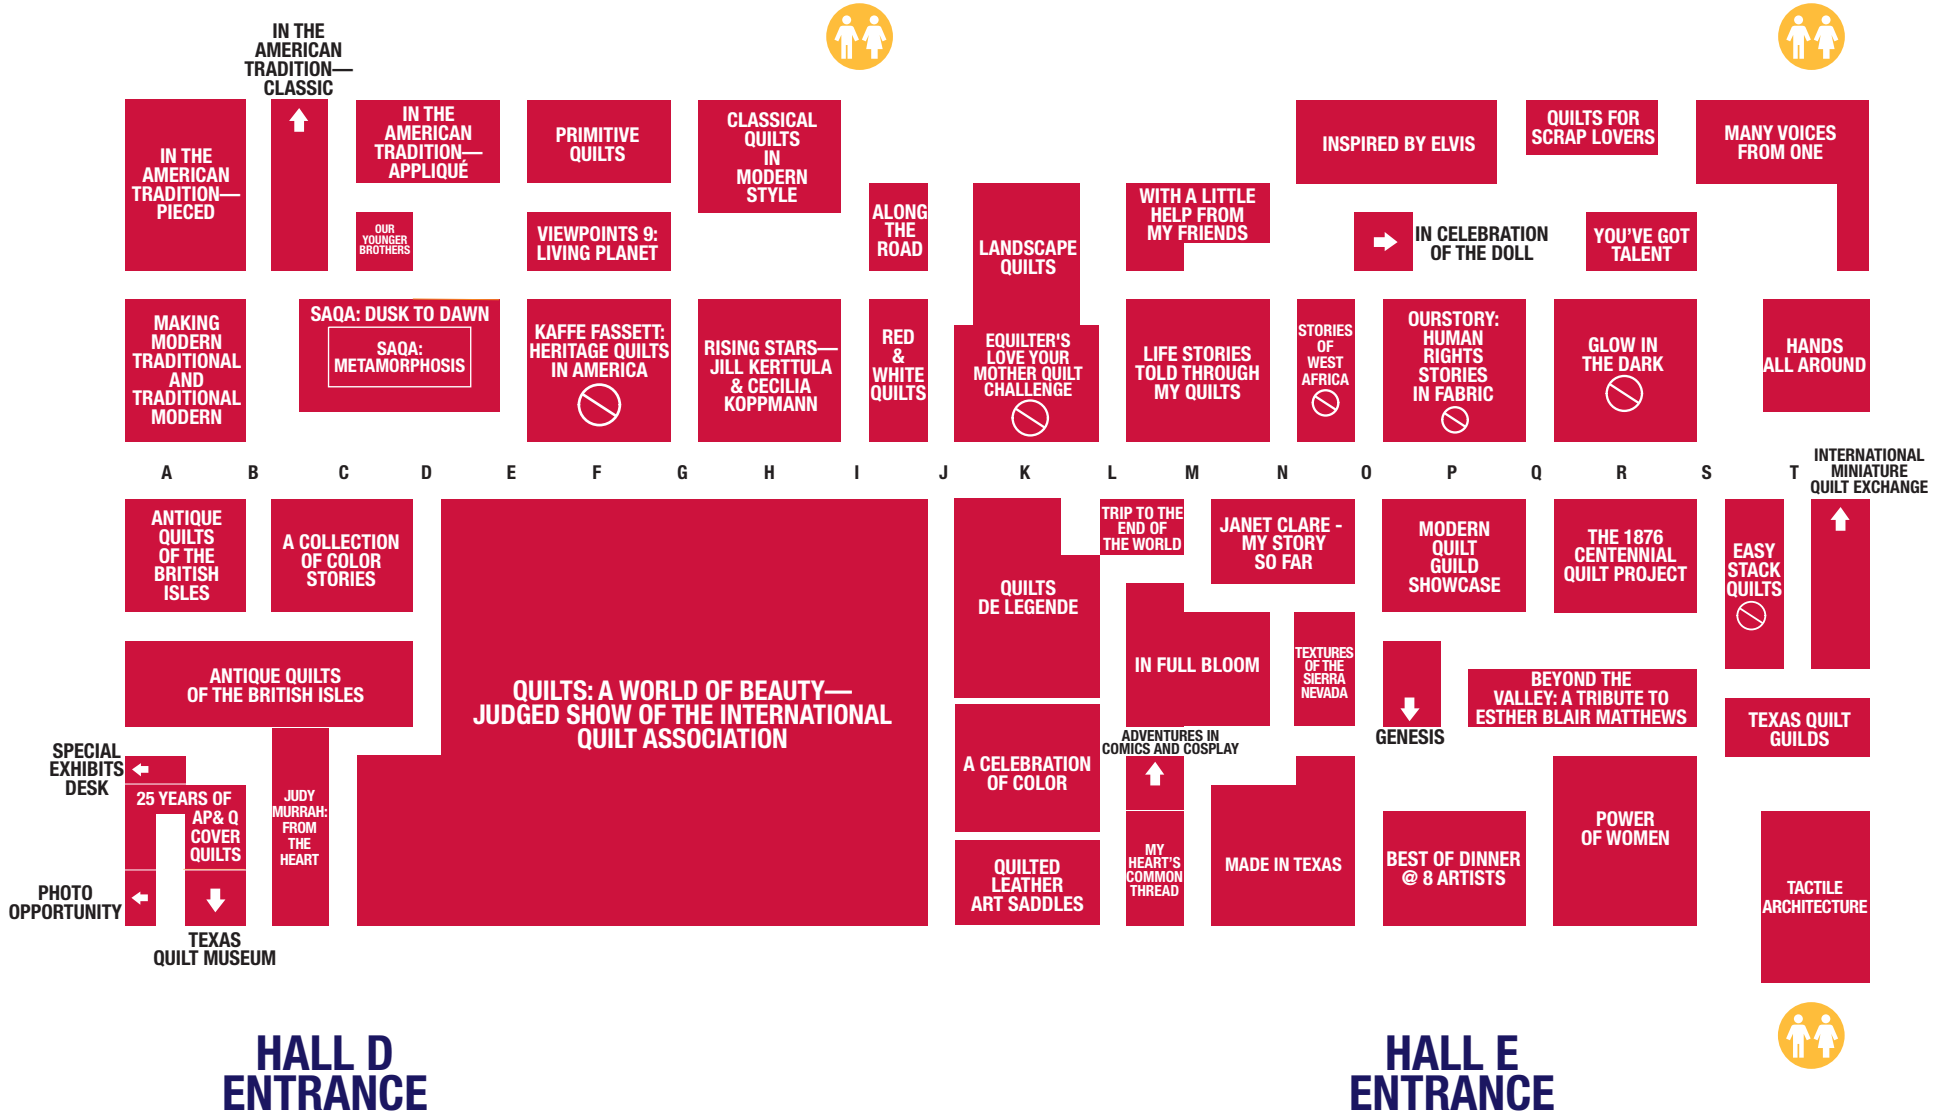 IN THE
AMERICAN
TRADITION—
CLASSIC
IN THE
AMERICAN
TRADITION—
PIECED
IN THE
AMERICAN
TRADITION—
APPLIQUÉ
PRIMITIVE
QUILTS
CLASSICAL
QUILTS
IN
MODERN
STYLE
INSPIRED BY ELVIS
QUILTS FOR
SCRAP LOVERS
MANY VOICES
FROM ONE
OUR
YOUNGER
BROTHERS
VIEWPOINTS 9:
LIVING PLANET
ALONG
THE
ROAD
LANDSCAPE
QUILTS
WITH A LITTLE
HELP FROM
MY FRIENDS
IN CELEBRATION
OF THE DOLL
YOU'VE GOT
TALENT
MAKING
MODERN
TRADITIONAL
AND
TRADITIONAL
MODERN
SAQA: DUSK TO DAWN
SAQA:
METAMORPHOSIS
KAFFE FASSETT:
HERITAGE QUILTS
IN AMERICA
RISING STARS—
JILL KERTTULA
& CECILIA
KOPPMANN
RED
&
WHITE
QUILTS
EQUILTER'S
LOVE YOUR
MOTHER QUILT
CHALLENGE
LIFE STORIES
TOLD THROUGH
MY QUILTS
STORIES
OF
WEST
AFRICA
OURSTORY:
HUMAN
RIGHTS
STORIES
IN FABRIC
GLOW IN
THE DARK
HANDS
ALL AROUND
A B C D E F G H I J K L M N O P Q R S T
INTERNATIONAL
MINIATURE
QUILT EXCHANGE
ANTIQUE
QUILTS
OF THE
BRITISH
ISLES
A COLLECTION
OF COLOR
STORIES
QUILTS: A WORLD OF BEAUTY—
JUDGED SHOW OF THE INTERNATIONAL
QUILT ASSOCIATION
QUILTS
DE LEGENDE
TRIP TO THE
END OF
THE WORLD
JANET CLARE -
MY STORY
SO FAR
MODERN
QUILT
GUILD
SHOWCASE
THE 1876
CENTENNIAL
QUILT PROJECT
EASY
STACK
QUILTS
ANTIQUE QUILTS
OF THE BRITISH ISLES
IN FULL BLOOM
TEXTURES
OF THE
SIERRA
NEVADA
GENESIS
BEYOND THE
VALLEY: A TRIBUTE TO
ESTHER BLAIR MATTHEWS
TEXAS QUILT
GUILDS
SPECIAL
EXHIBITS
DESK
25 YEARS OF
AP& Q
COVER
QUILTS
JUDY
MURRAH:
FROM
THE
HEART
A CELEBRATION
OF COLOR
ADVENTURES IN
COMICS AND COSPLAY
MY
HEART'S
COMMON
THREAD
MADE IN TEXAS
BEST OF DINNER
@ 8 ARTISTS
POWER
OF WOMEN
TACTILE
ARCHITECTURE
PHOTO
OPPORTUNITY
TEXAS
QUILT MUSEUM
QUILTED
LEATHER
ART SADDLES
HALL D
ENTRANCE
HALL E
ENTRANCE